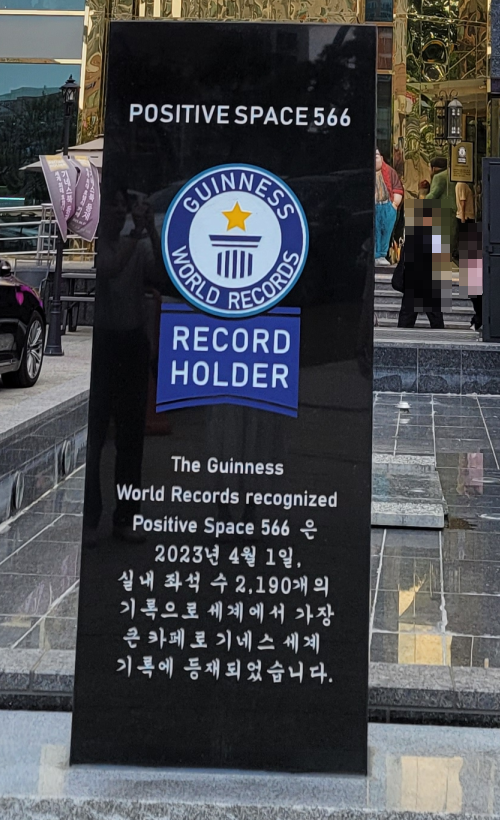 POSITIVE SPACE 566
GUINNESS
WORLD RECORDS
RECORD
HOLDER
The Guinness
World Records recognized
Positive Space 566 은
2023년 4월 1일,
실내 좌석 수 2,190개의
기록으로 세계에서 가장
큰 카페로 기네스 세계
기록에 등재되었습니다.